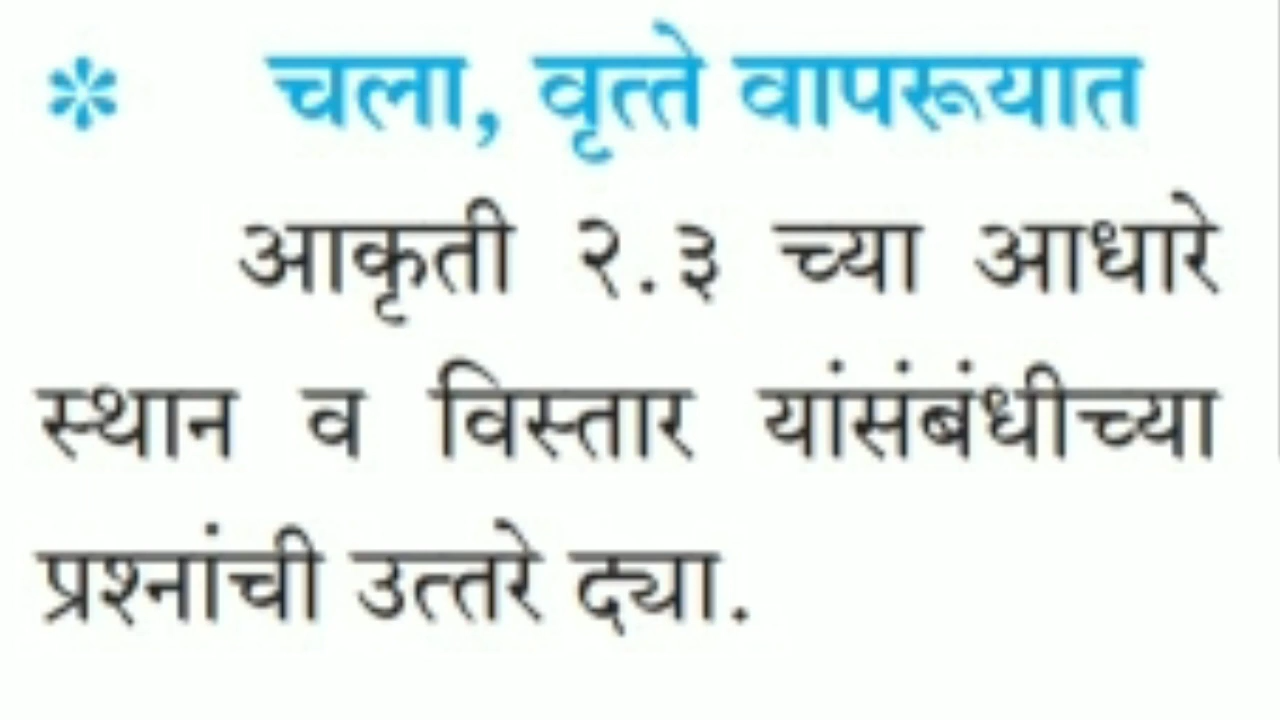 * चला, वृत्ते वापरूयात
आकृती २.३ च्या आधारे
स्थान व विस्तार यांसंबंधीच्या
प्रश्नांची उत्तरे द्या.